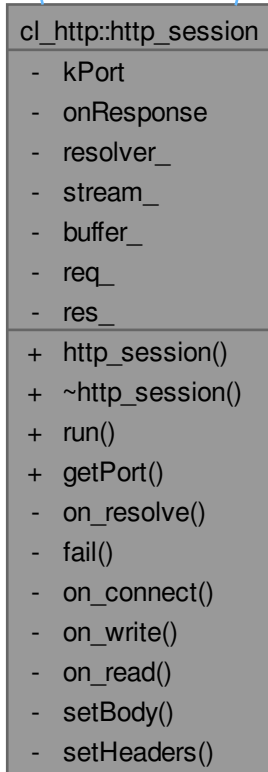 cl_http::http_session
- kPort
- onResponse
- resolver_
- stream_
- buffer_
- req_
- res_
+ http_session()
+ ~http_session()
+ run()
+ getPort()
- on_resolve()
- fail()
- on_connect()
- on_write()
- on_read()
- setBody()
- setHeaders()